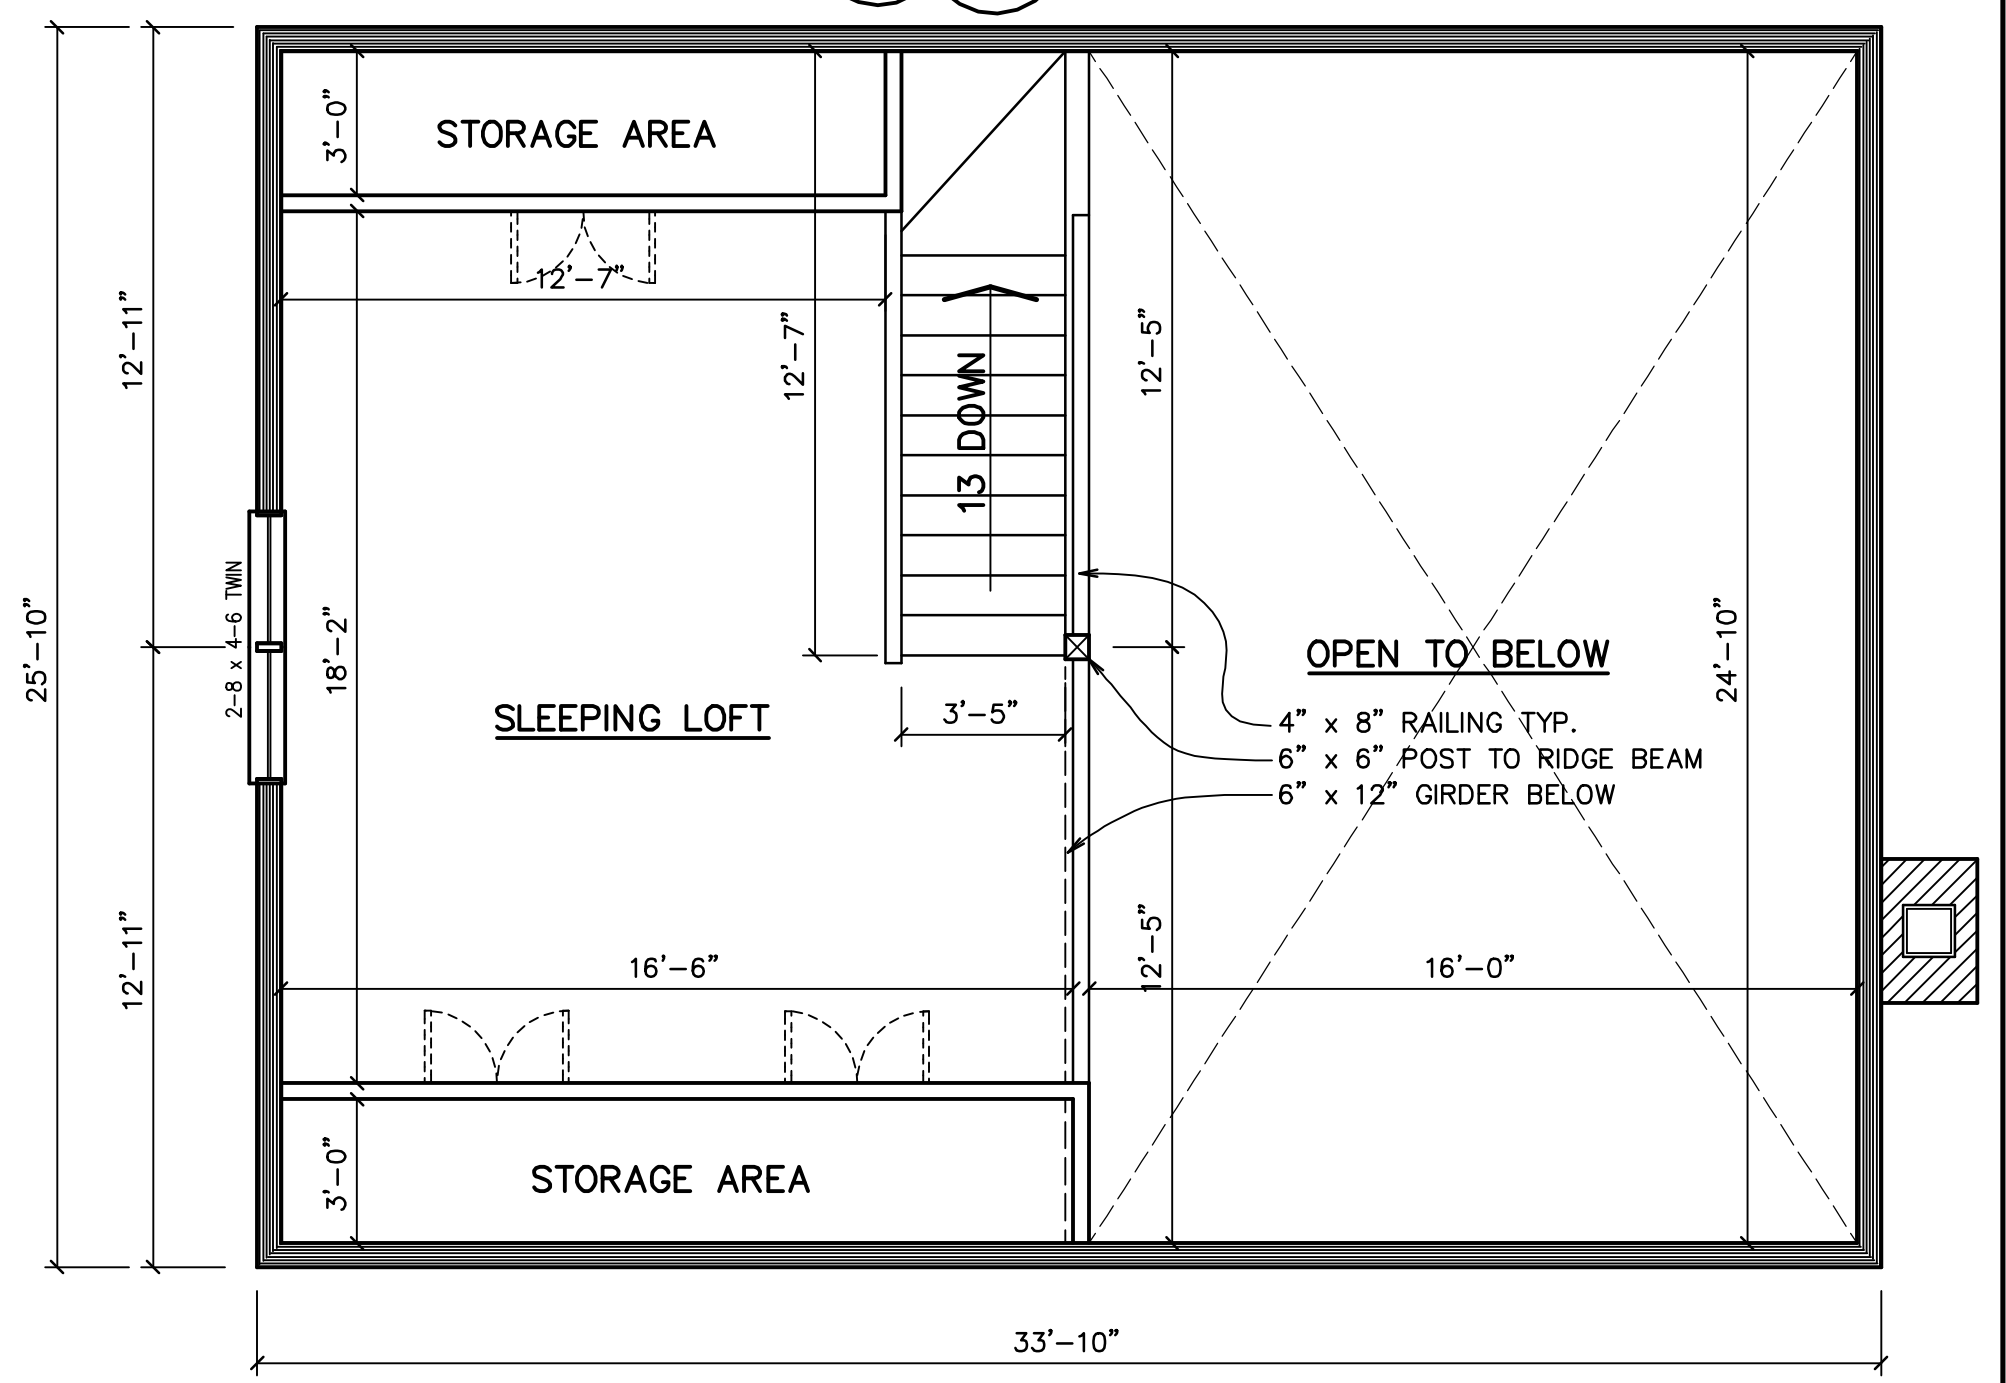 3'-0"
STORAGE AREA
12'-7"
12'-11"
12'-7"
12'-5"
13 DOWN
2-8 x 4-6 TWIN
25'-10"
18'-2"
SLEEPING LOFT
3'-5"
OPEN TO BELOW
24'-10"
4" x 8" RAILING TYP.
6" x 6" POST TO RIDGE BEAM
6" x 12" GIRDER BELOW
12'-11"
16'-6"
12'-5"
16'-0"
3'-0"
STORAGE AREA
33'-10"